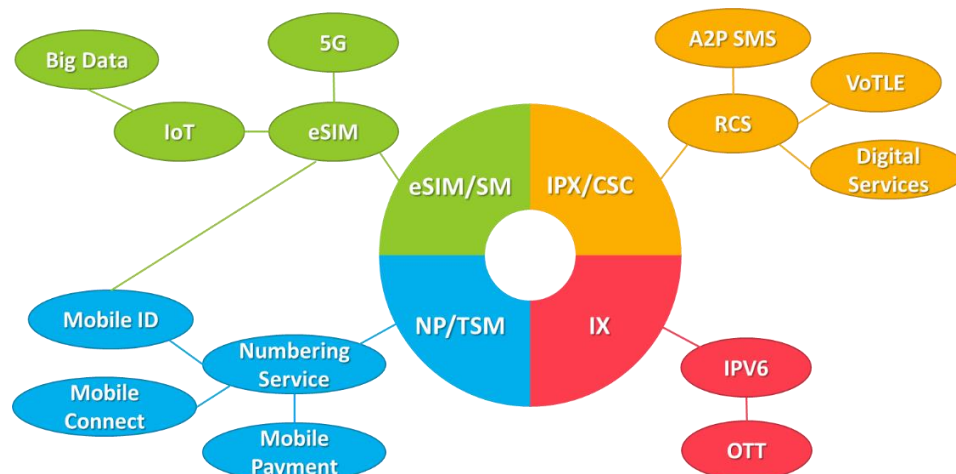 5G
Big Data
IoT
eSIM
A2P SMS
VoTLE
RCS
Digital
Services
eSIM/SM
IPX/CSC
NP/TSM
IX
Mobile ID
Numbering
Service
Mobile
Connect
Mobile
Payment
IPV6
OTT